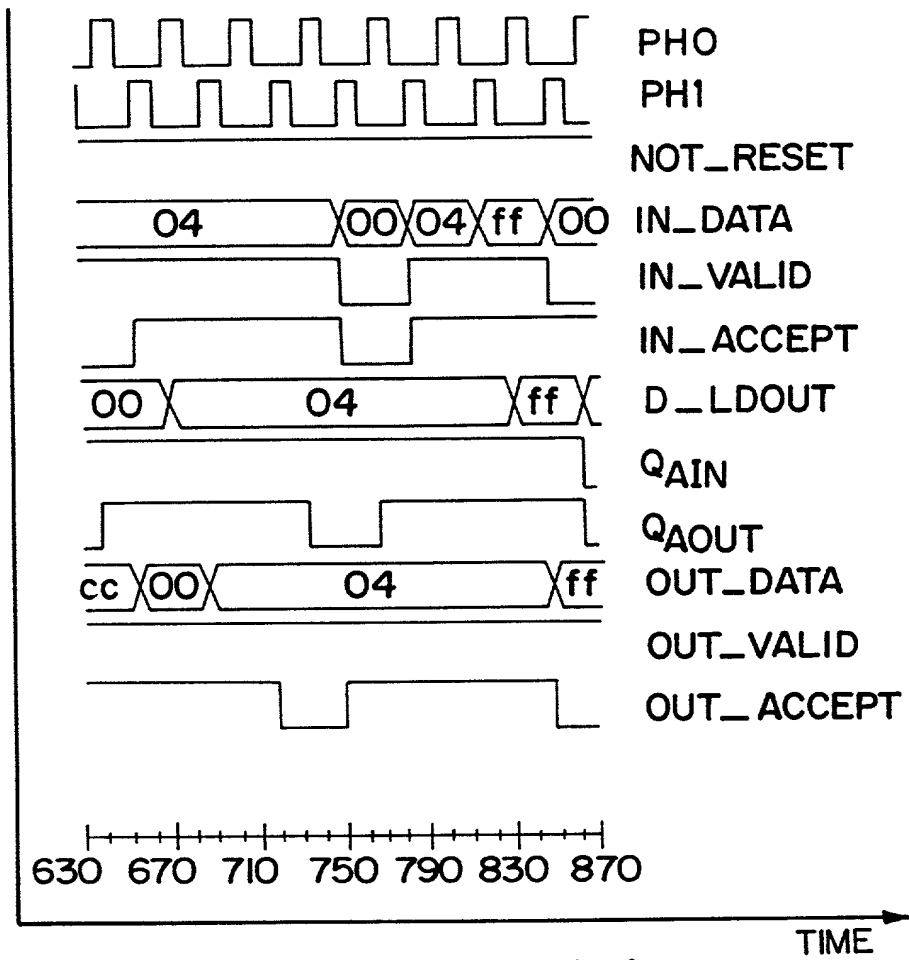 PH0
PH1
NOT_RESET
04 00 04 ff 00 IN_DATA
IN_VALID
IN_ACCEPT
00 04 ff D_LDOUT
QAIN
QAOUT
cc 00 04 ff OUT_DATA
OUT_VALID
OUT_ACCEPT
630 670 710 750 790 830 870
TIME